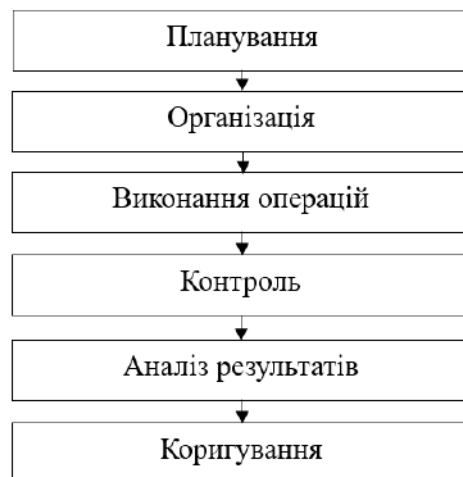 Планування
Організація
Виконання операцій
Контроль
Аналіз результатів
Коригування